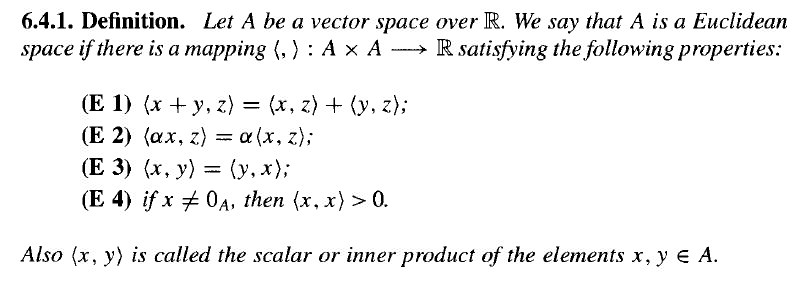 6.4.1. Definition. Let A be a vector space over ℝ. We say that A is a Euclidean
space if there is a mapping ⟨, ⟩ : A × A ⟶ ℝ satisfying the following properties:
(E 1) ⟨x + y, z⟩ = ⟨x, z⟩ + ⟨y, z⟩;
(E 2) ⟨αx, z⟩ = α⟨x, z⟩;
(E 3) ⟨x, y⟩ = ⟨y, x⟩;
(E 4) if x ≠ 0_A, then ⟨x, x⟩ > 0.
Also ⟨x, y⟩ is called the scalar or inner product of the elements x, y ∈ A.